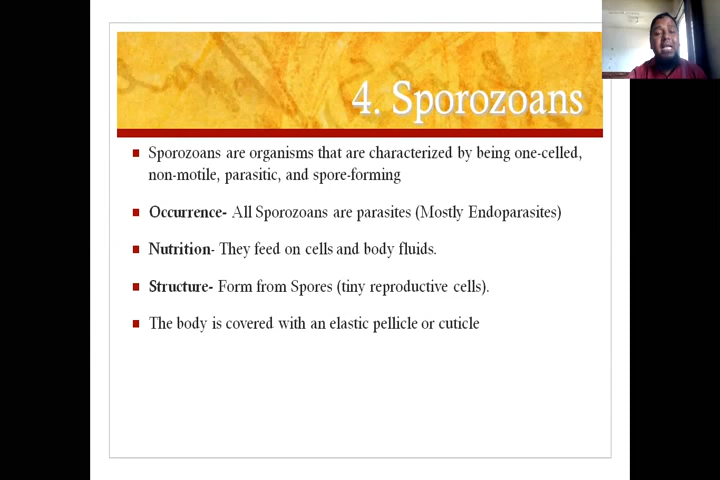 4. Sporozoans
Sporozoans are organisms that are characterized by being one-celled,
non-motile, parasitic, and spore-forming
Occurrence- All Sporozoans are parasites (Mostly Endoparasites)
Nutrition- They feed on cells and body fluids.
Structure- Form from Spores (tiny reproductive cells).
The body is covered with an elastic pellicle or cuticle